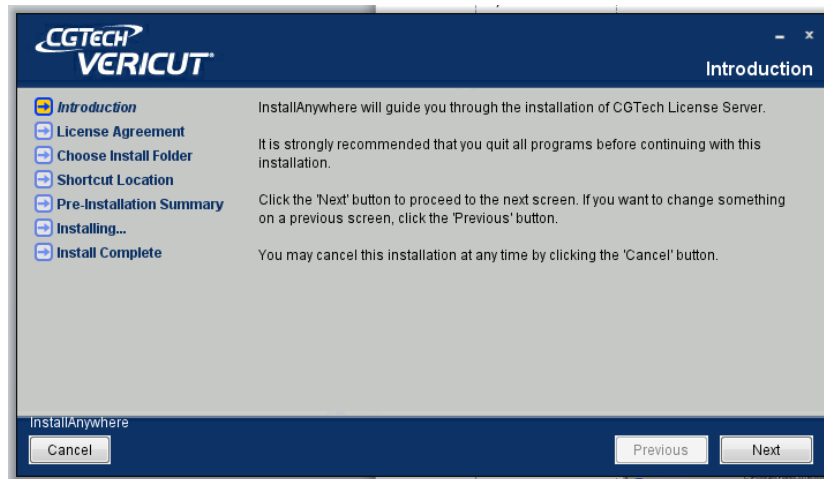 CGTECH
VERICUT
Introduction
Introduction
License Agreement
Choose Install Folder
Shortcut Location
Pre-Installation Summary
Installing...
Install Complete
InstallAnywhere will guide you through the installation of CGTech License Server.
It is strongly recommended that you quit all programs before continuing with this
installation.
Click the 'Next' button to proceed to the next screen. If you want to change something
on a previous screen, click the 'Previous' button.
You may cancel this installation at any time by clicking the 'Cancel' button.
InstallAnywhere
Cancel
Previous
Next